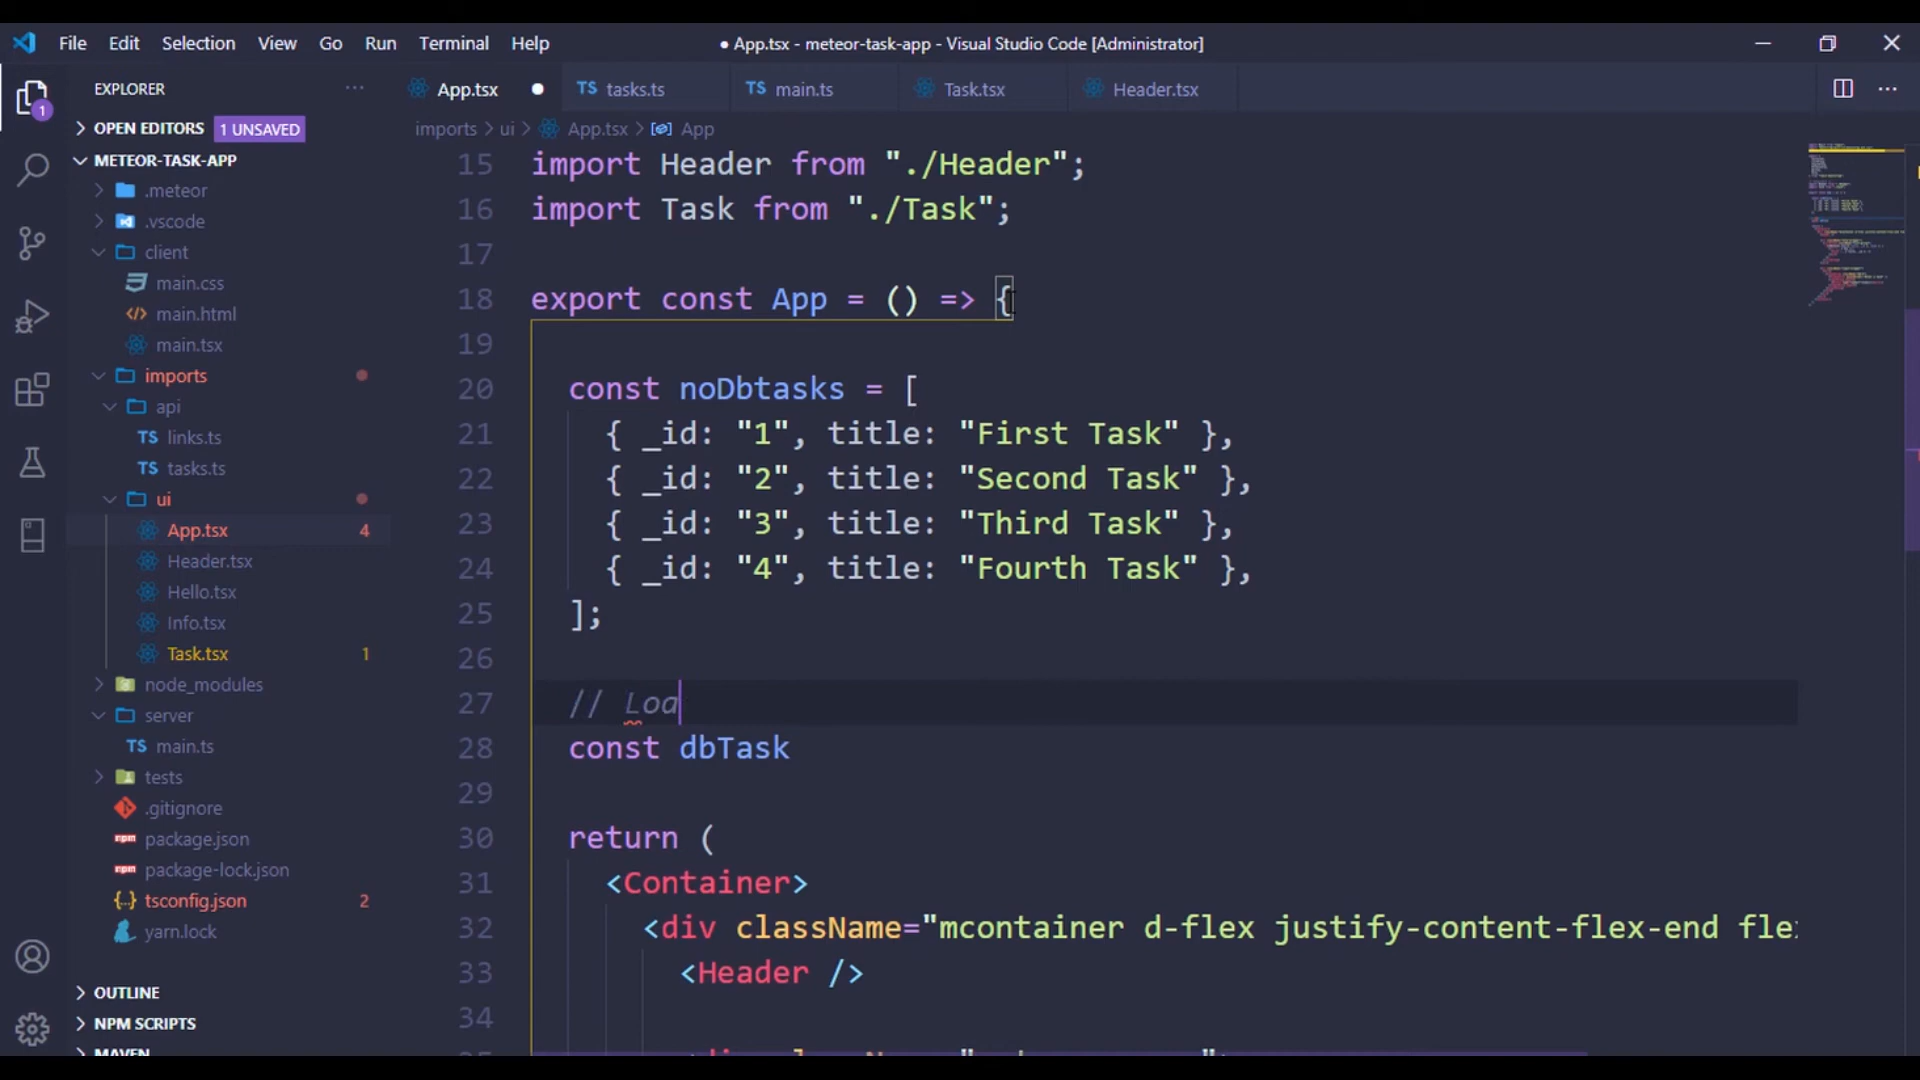 File Edit Selection View Go Run Terminal Help
● App.tsx - meteor-task-app - Visual Studio Code [Administrator]
EXPLORER ···
App.tsx
TS tasks.ts
TS main.ts
Task.tsx
Header.tsx
···
1
OPEN EDITORS 1 UNSAVED
METEOR-TASK-APP
.meteor
.vscode
client
main.css
main.html
main.tsx
imports
api
TS links.ts
TS tasks.ts
ui
App.tsx 4
Header.tsx
Hello.tsx
Info.tsx
Task.tsx 1
node_modules
server
TS main.ts
tests
.gitignore
package.json
package-lock.json
tsconfig.json 2
yarn.lock
OUTLINE
NPM SCRIPTS
MAVEN
imports > ui > App.tsx > App
15 import Header from "./Header";
16 import Task from "./Task";
17
18 export const App = () => {
19
20 const noDbtasks = [
21 { _id: "1", title: "First Task" },
22 { _id: "2", title: "Second Task" },
23 { _id: "3", title: "Third Task" },
24 { _id: "4", title: "Fourth Task" },
25 ];
26
27 // Loa
28 const dbTask
29
30 return (
31 <Container>
32 <div className="mcontainer d-flex justify-content-flex-end fle
33 <Header />
34